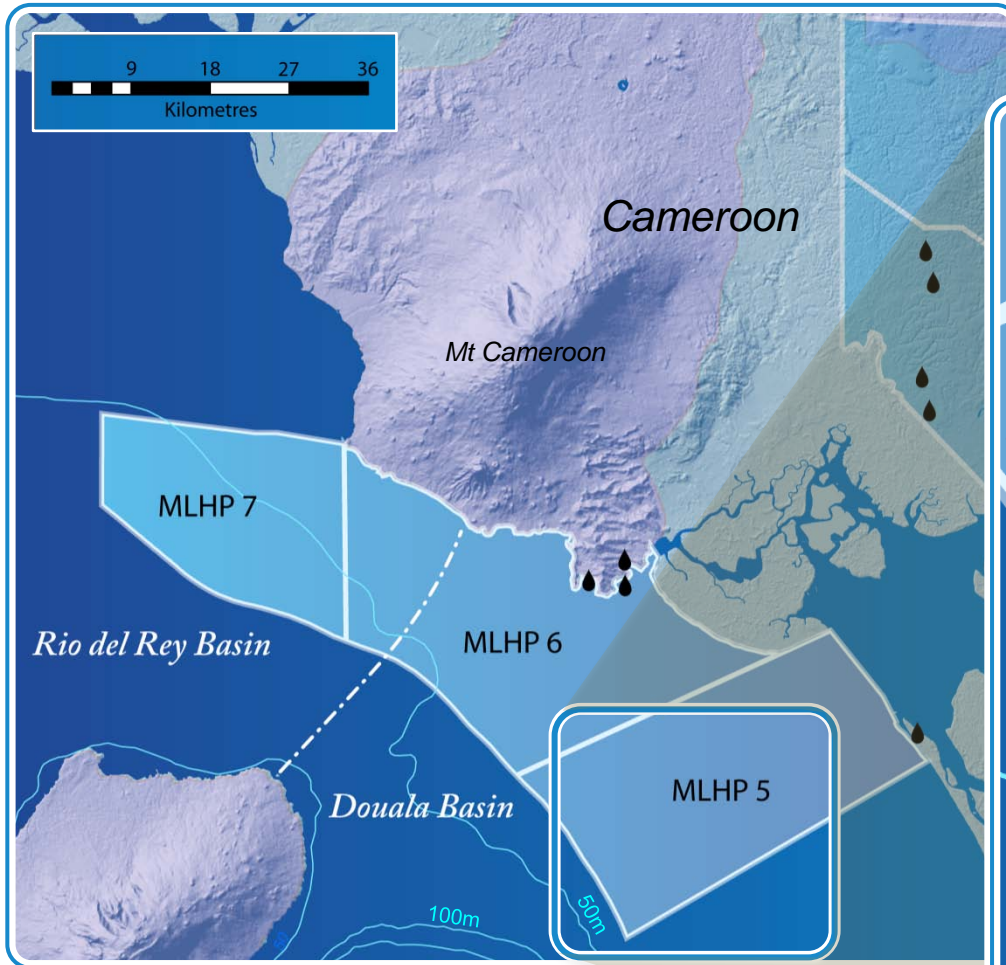 9 18 27 36
Kilometres
Cameroon
Mt Cameroon
MLHP 7
MLHP 6
Rio del Rey Basin
MLHP 5
Douala Basin
100m
50m